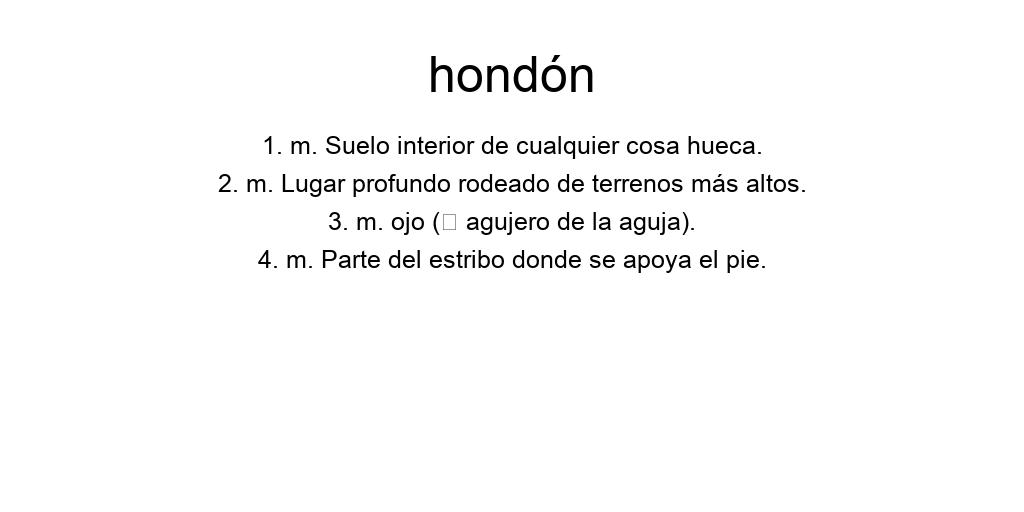 hondón
1. m. Suelo interior de cualquier cosa hueca.
2. m. Lugar profundo rodeado de terrenos más altos.
3. m. ojo (□ agujero de la aguja).
4. m. Parte del estribo donde se apoya el pie.